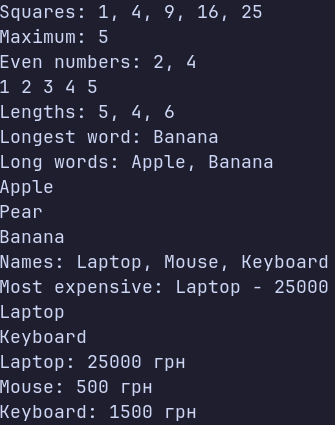 Squares: 1, 4, 9, 16, 25
Maximum: 5
Even numbers: 2, 4
1 2 3 4 5
Lengths: 5, 4, 6
Longest word: Banana
Long words: Apple, Banana
Apple
Pear
Banana
Names: Laptop, Mouse, Keyboard
Most expensive: Laptop - 25000
Laptop
Keyboard
Laptop: 25000 грн
Mouse: 500 грн
Keyboard: 1500 грн